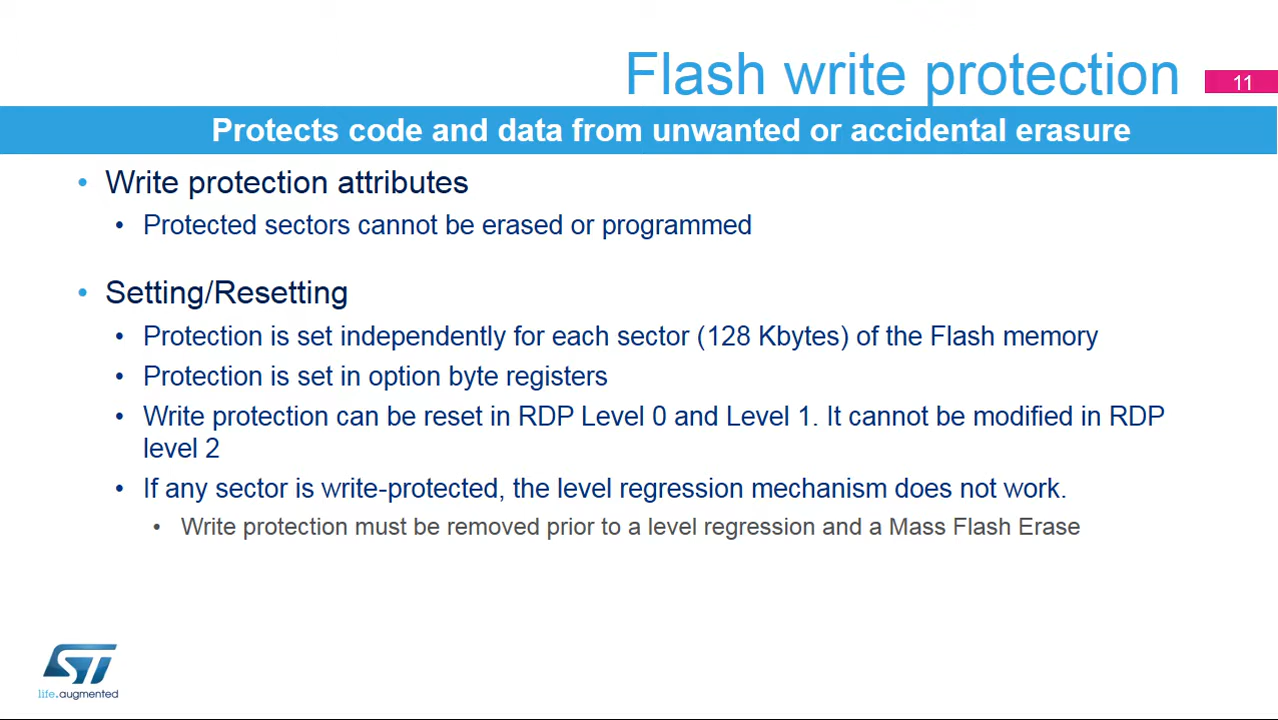 Flash write protection
11
Protects code and data from unwanted or accidental erasure
• Write protection attributes
• Protected sectors cannot be erased or programmed
• Setting/Resetting
• Protection is set independently for each sector (128 Kbytes) of the Flash memory
• Protection is set in option byte registers
• Write protection can be reset in RDP Level 0 and Level 1. It cannot be modified in RDP
level 2
• If any sector is write-protected, the level regression mechanism does not work.
• Write protection must be removed prior to a level regression and a Mass Flash Erase
ST
life.augmented